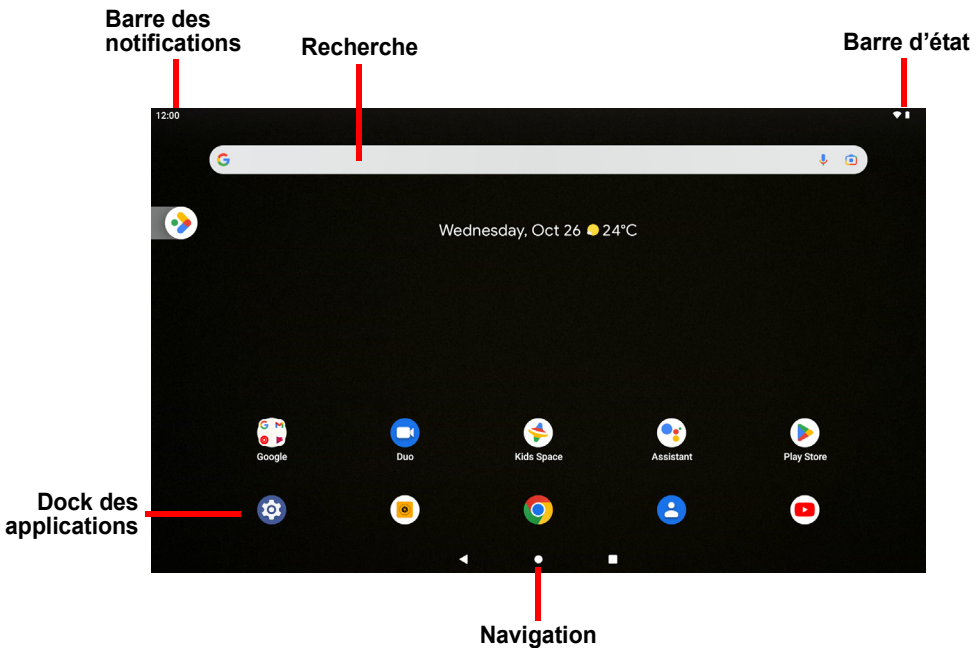 Barre des
notifications
Recherche
Barre d’état
12:00
Wednesday, Oct 26 24°C
Google
Duo
Kids Space
Assistant
Play Store
Dock des
applications
Navigation